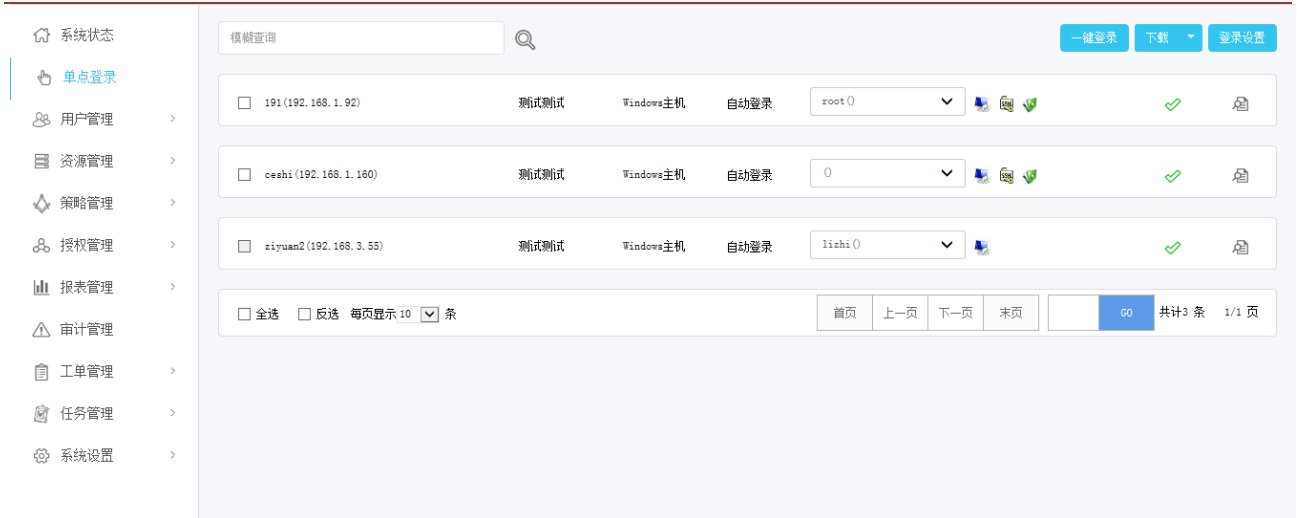 系统状态
单点登录
用户管理
资源管理
策略管理
授权管理
报表管理
审计管理
工单管理
任务管理
系统设置
模糊查询
一键登录 下载 登录设置
191(192.168.1.92) 测试测试 Windows主机 自动登录 root()
ceshi(192.168.1.160) 测试测试 Windows主机 自动登录 ()
ziyuan2(192.168.3.55) 测试测试 Windows主机 自动登录 lizhi()
全选 反选 每页显示 10 条 首页 上一页 下一页 末页 GO 共计3 条 1/1 页